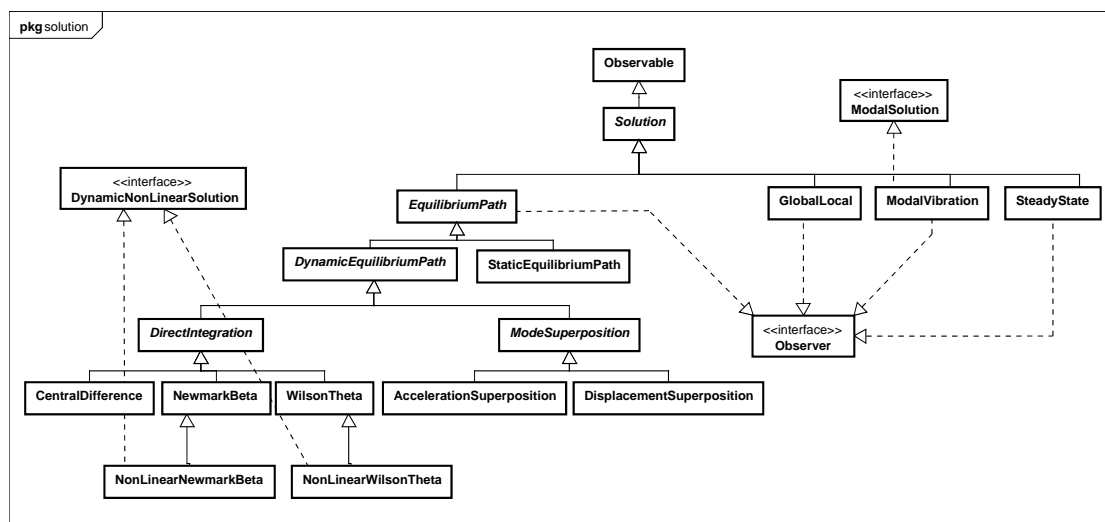 pkg solution
Observable
<<interface>>
ModalSolution
Solution
<<interface>>
DynamicNonLinearSolution
EquilibriumPath
GlobalLocal
ModalVibration
SteadyState
DynamicEquilibriumPath
StaticEquilibriumPath
DirectIntegration
ModeSuperposition
<<interface>>
Observer
CentralDifference
NewmarkBeta
WilsonTheta
AccelerationSuperposition
DisplacementSuperposition
NonLinearNewmarkBeta
NonLinearWilsonTheta